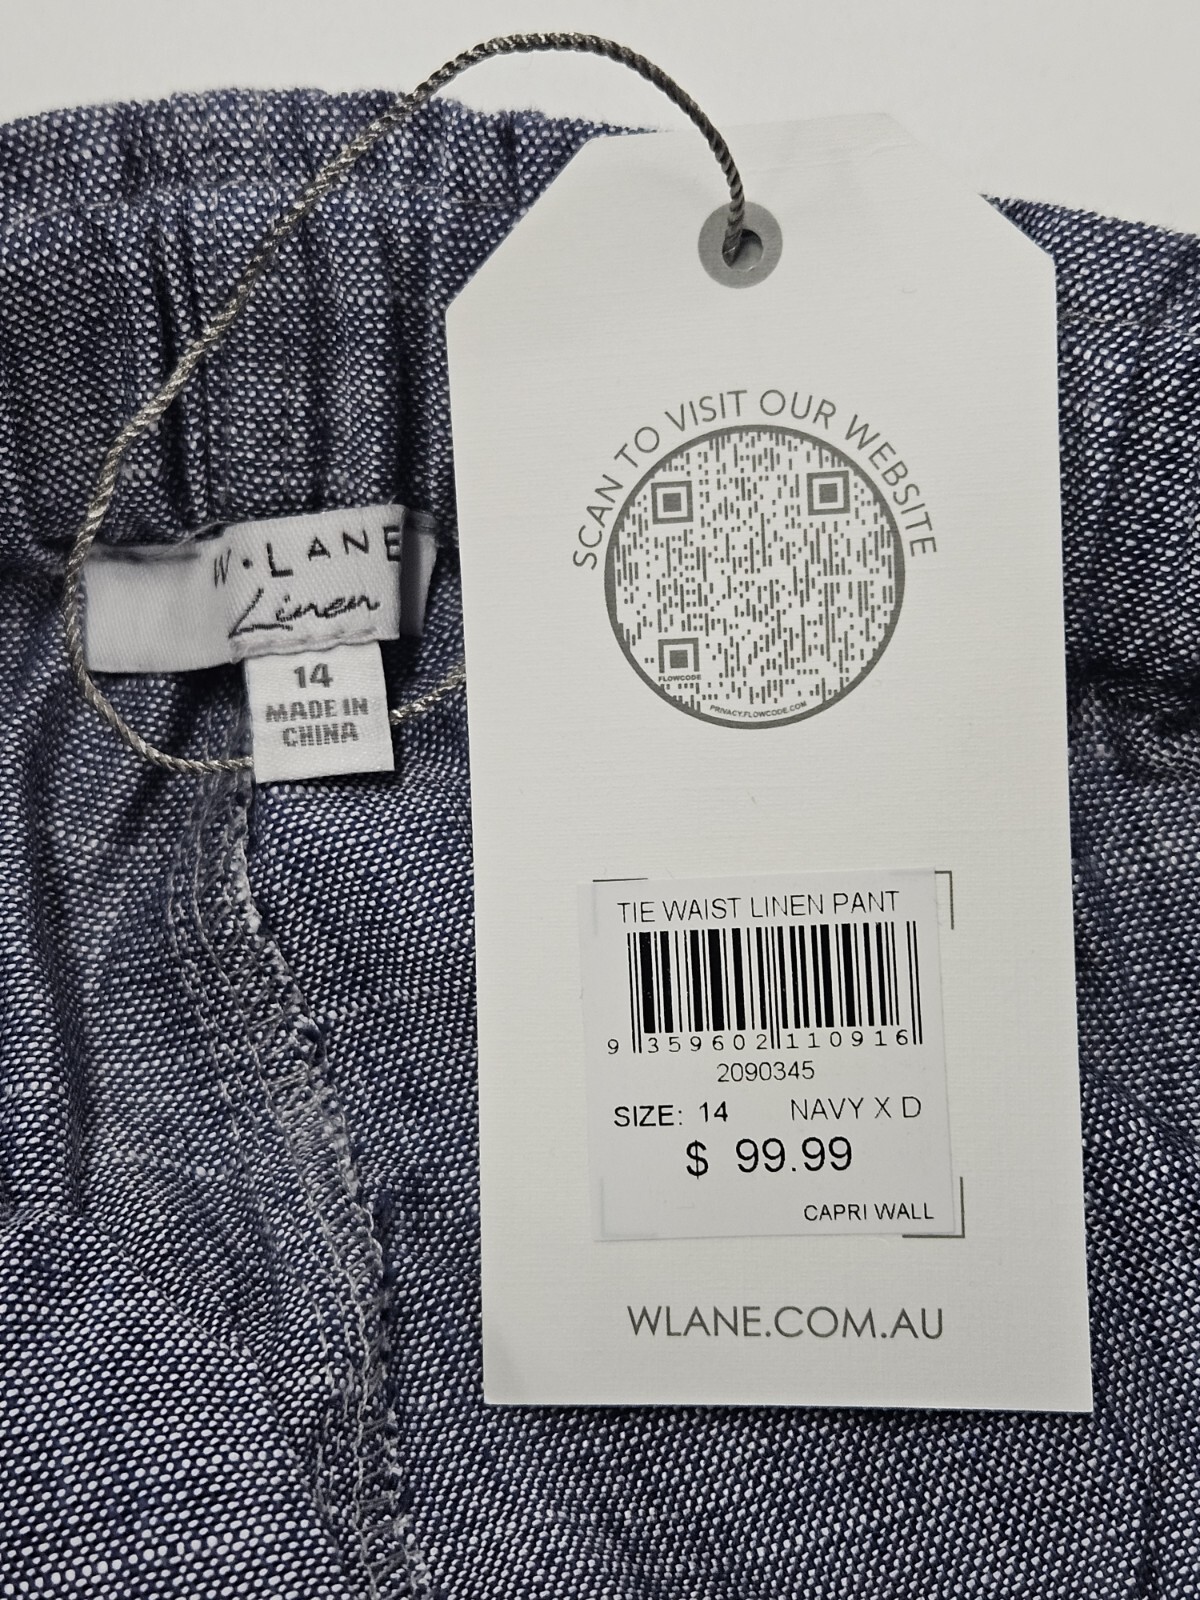 SCAN TO VISIT OUR WEBSITE
FLOWCODE
PRIVACY.FLOWCODE.COM
W·LANE
Linen
14
MADE IN
CHINA
TIE WAIST LINEN PANT
9 359602 110916
2090345
SIZE: 14 NAVY X D
$ 99.99
CAPRI WALL
WLANE.COM.AU